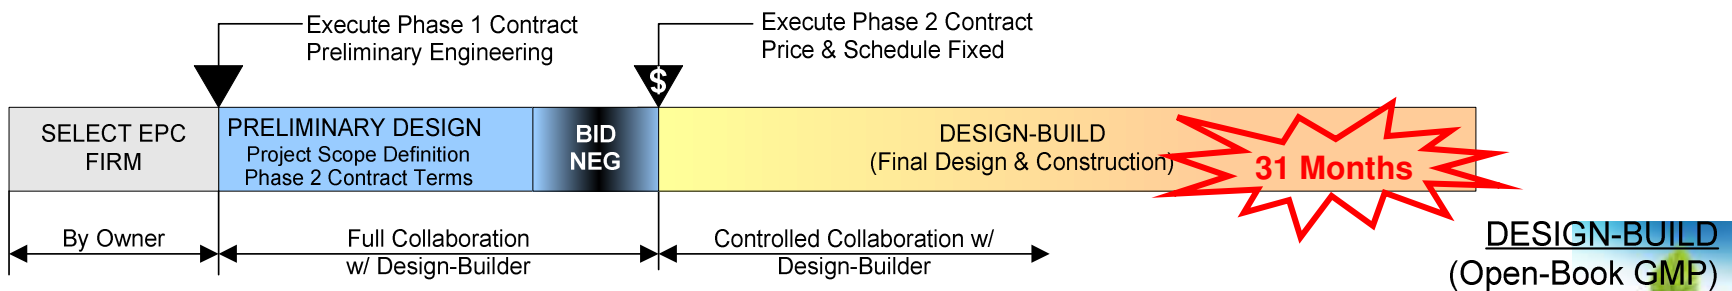 Execute Phase 1 Contract
Preliminary Engineering
Execute Phase 2 Contract
Price & Schedule Fixed
$
SELECT EPC
FIRM
PRELIMINARY DESIGN
Project Scope Definition
Phase 2 Contract Terms
BID
NEG
DESIGN-BUILD
(Final Design & Construction)
31 Months
By Owner
Full Collaboration
w/ Design-Builder
Controlled Collaboration w/
Design-Builder
DESIGN-BUILD
(Open-Book GMP)